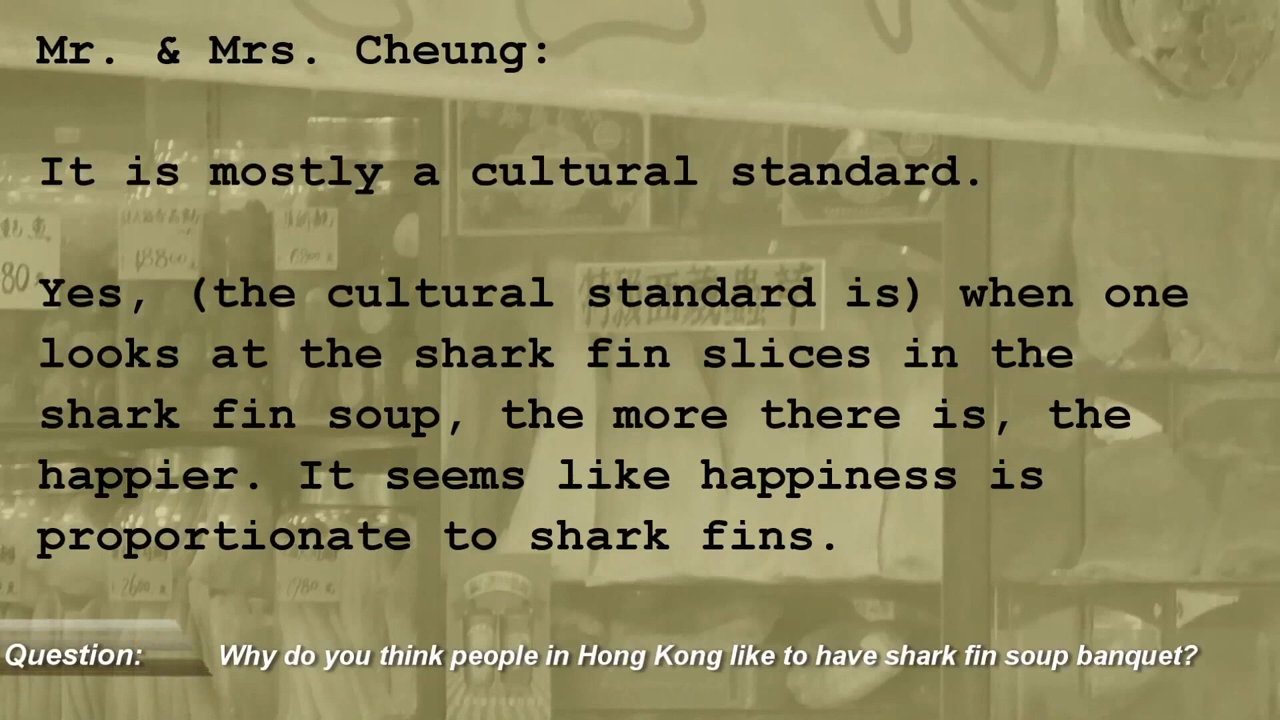 Mr. & Mrs. Cheung:
It is mostly a cultural standard.
Yes, (the cultural standard is) when one
looks at the shark fin slices in the
shark fin soup, the more there is, the
happier. It seems like happiness is
proportionate to shark fins.
Question: Why do you think people in Hong Kong like to have shark fin soup banquet?